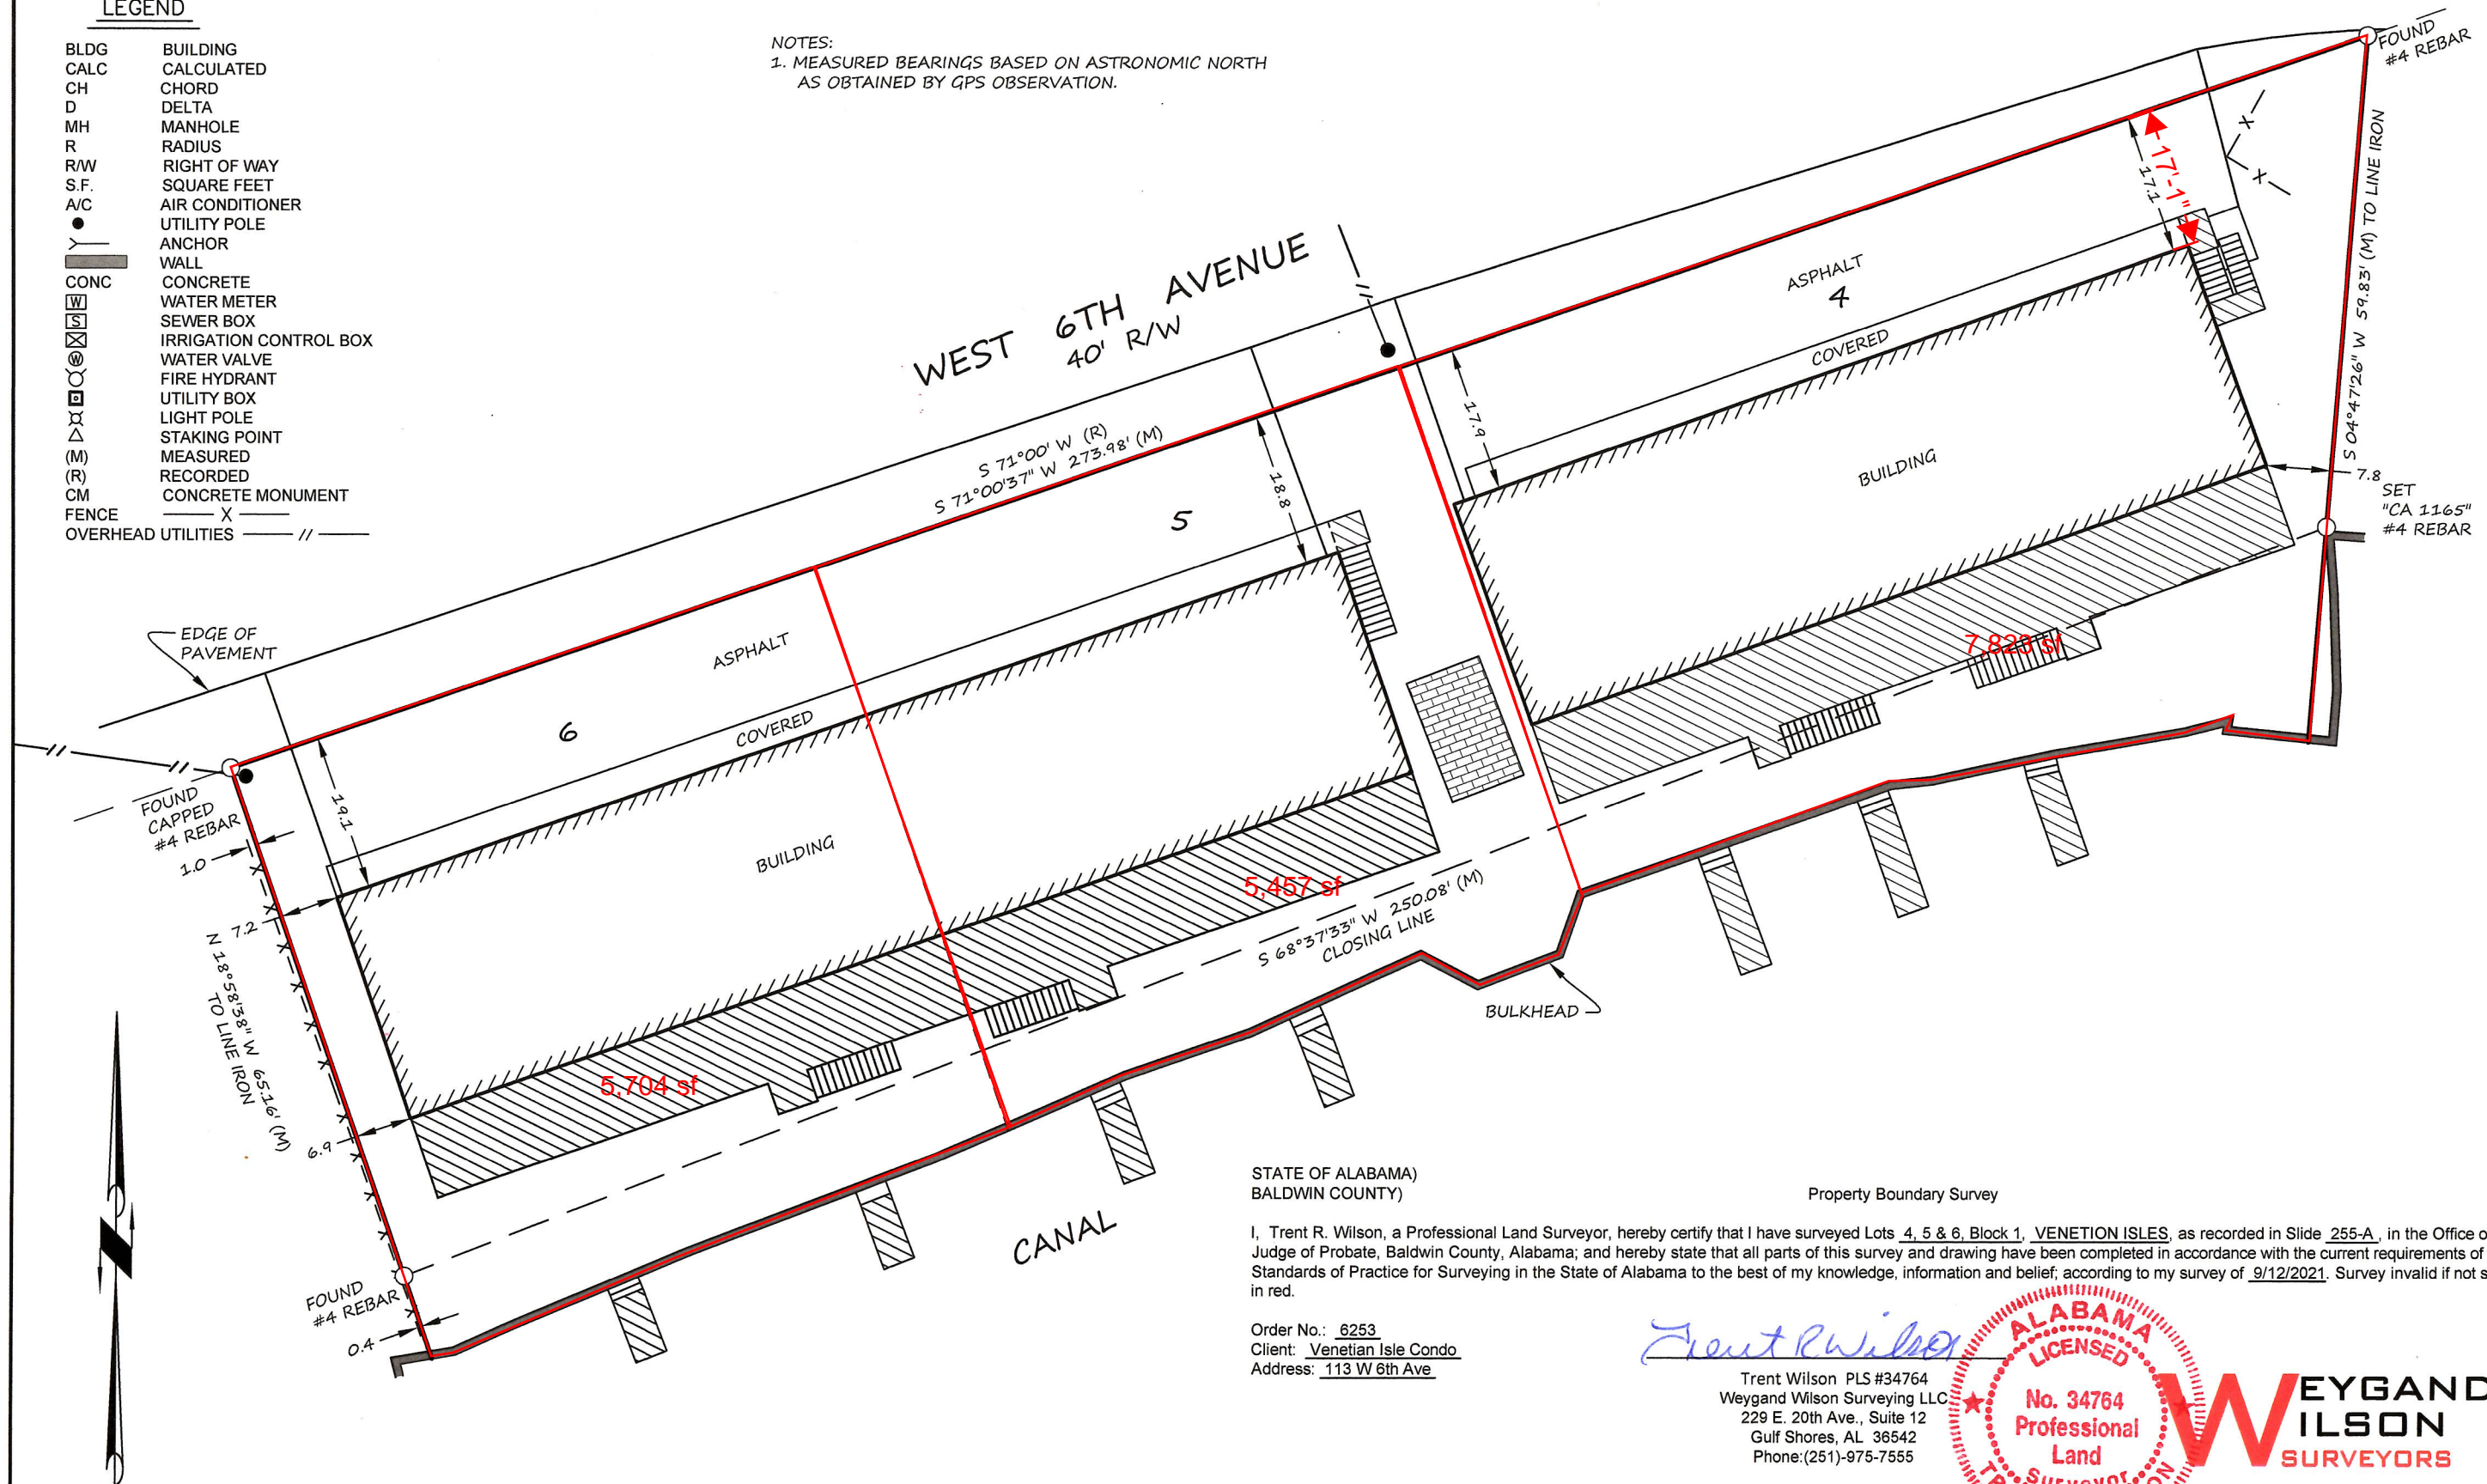 LEGEND
BLDG BUILDING
CALC CALCULATED
CH CHORD
D DELTA
MH MANHOLE
R RADIUS
R/W RIGHT OF WAY
S.F. SQUARE FEET
A/C AIR CONDITIONER
UTILITY POLE
ANCHOR
WALL
CONC CONCRETE
W WATER METER
S SEWER BOX
IRRIGATION CONTROL BOX
W WATER VALVE
FIRE HYDRANT
UTILITY BOX
LIGHT POLE
STAKING POINT
(M) MEASURED
(R) RECORDED
CM CONCRETE MONUMENT
FENCE X
OVERHEAD UTILITIES //
NOTES:
1. MEASURED BEARINGS BASED ON ASTRONOMIC NORTH
AS OBTAINED BY GPS OBSERVATION.
FOUND
#4 REBAR
S 04°47'26" W 59.83' (M) TO LINE IRON
17'-1"
17.1
WEST 6TH AVENUE
40' R/W
ASPHALT
4
COVERED
BUILDING
17.9
7.8
SET
"CA 1165"
#4 REBAR
S 71°00' W (R)
S 71°00'37" W 273.98' (M)
18.8
5
7,823 sf
EDGE OF
PAVEMENT
ASPHALT
6
COVERED
BUILDING
19.1
FOUND
CAPPED
#4 REBAR
1.0
7.2
N 18°58'38" W 65.16' (M)
TO LINE IRON
6.9
5,457 sf
5,704 sf
S 68°37'33" W 250.08' (M)
CLOSING LINE
BULKHEAD
CANAL
FOUND
#4 REBAR
0.4
STATE OF ALABAMA)
BALDWIN COUNTY)
Property Boundary Survey
I, Trent R. Wilson, a Professional Land Surveyor, hereby certify that I have surveyed Lots 4, 5 & 6, Block 1, VENETION ISLES, as recorded in Slide 255-A, in the Office o
Judge of Probate, Baldwin County, Alabama; and hereby state that all parts of this survey and drawing have been completed in accordance with the current requirements of
Standards of Practice for Surveying in the State of Alabama to the best of my knowledge, information and belief; according to my survey of 9/12/2021. Survey invalid if not s
in red.
Order No.: 6253
Client: Venetian Isle Condo
Address: 113 W 6th Ave
Trent R Wilson
Trent Wilson PLS #34764
Weygand Wilson Surveying LLC
229 E. 20th Ave., Suite 12
Gulf Shores, AL 36542
Phone:(251)-975-7555
ALABAMA
LICENSED
No. 34764
Professional
Land
Surveyor
WEYGAND
WILSON
SURVEYORS